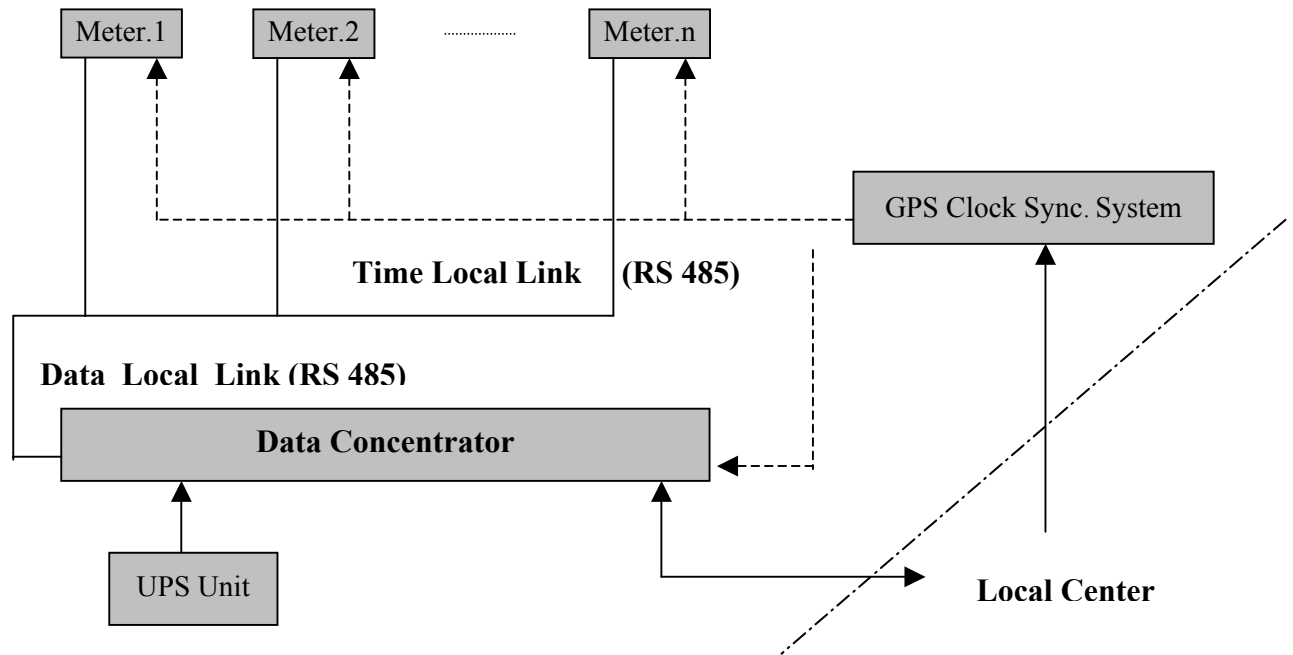 Meter.1 Meter.2 Meter.n
GPS Clock Sync. System
Time Local Link (RS 485)
Data Local Link (RS 485)
Data Concentrator
UPS Unit
Local Center